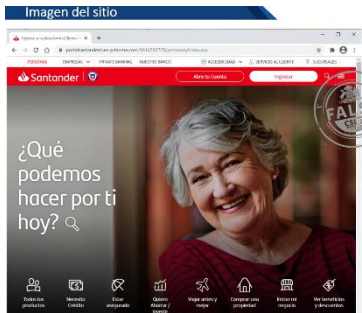 Imagen del sitio
PERSONAS EMPRESAS PRIVATE BANKING NUESTRO BANCO ACCESIBILIDAD SERVICIO AL CLIENTE SUCURSALES
Santander Abre tu Cuenta Ingresar
FALS
CSI
¿Qué
podemos
hacer por ti
hoy?
Todos los productos
Necesito Crédito
Estar asegurado
Quiero Ahorrar / Invertir
Viajar antes y mejor
Comprar una propiedad
Iniciar mi negocio
Ver beneficios y descuentos